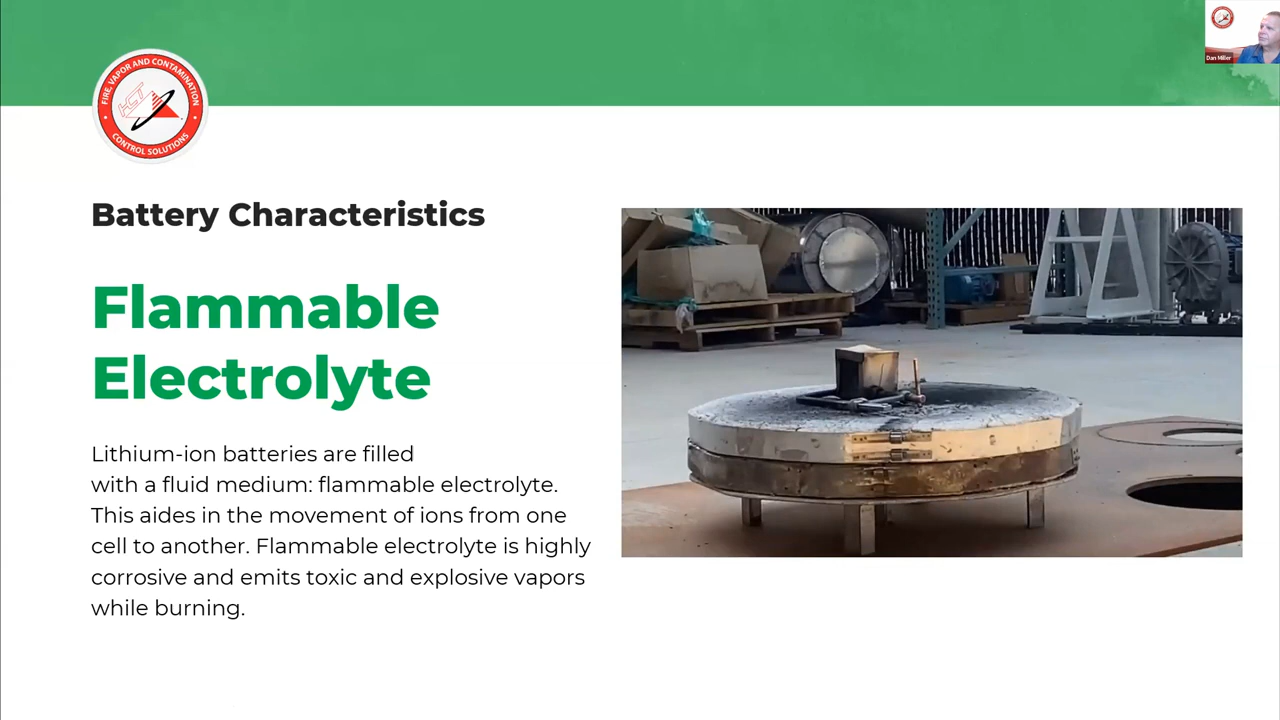 FIRE, VAPOR AND CONTAMINATION
HCT
CONTROL SOLUTIONS
Dan Miller
Battery Characteristics
Flammable
Electrolyte
Lithium-ion batteries are filled
with a fluid medium: flammable electrolyte.
This aides in the movement of ions from one
cell to another. Flammable electrolyte is highly
corrosive and emits toxic and explosive vapors
while burning.